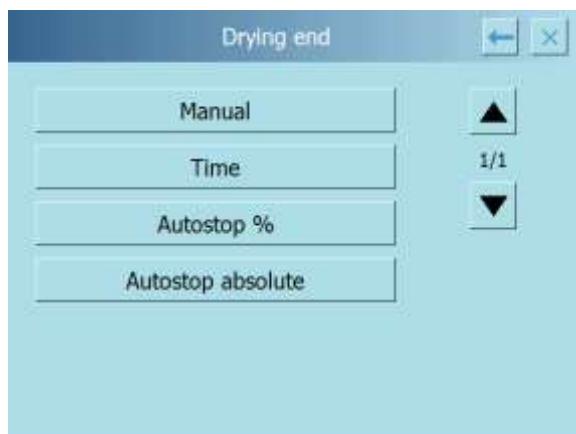 Drying end
Manual
1/1
Time
Autostop %
Autostop absolute